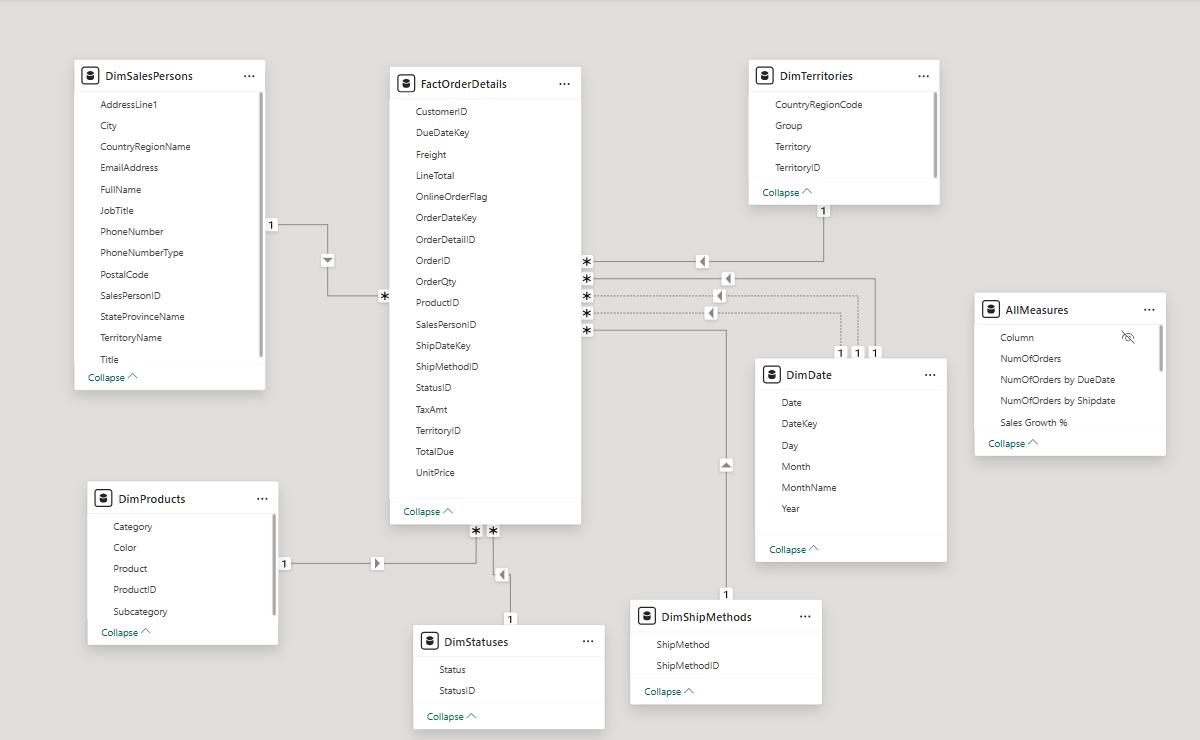 DimSalesPersons
AddressLine1
City
CountryRegionName
EmailAddress
FullName
JobTitle
PhoneNumber
PhoneNumberType
PostalCode
SalesPersonID
StateProvinceName
TerritoryName
Title
Collapse
1
*
FactOrderDetails
CustomerID
DueDateKey
Freight
LineTotal
OnlineOrderFlag
OrderDateKey
OrderDetailID
OrderID
OrderQty
ProductID
SalesPersonID
ShipDateKey
ShipMethodID
StatusID
TaxAmt
TerritoryID
TotalDue
UnitPrice
Collapse
*
*
*
*
*
* *
DimTerritories
CountryRegionCode
Group
Territory
TerritoryID
Collapse
1
1 1 1
DimDate
Date
DateKey
Day
Month
MonthName
Year
Collapse
AllMeasures
Column
NumOfOrders
NumOfOrders by DueDate
NumOfOrders by Shipdate
Sales Growth %
Collapse
DimProducts
Category
Color
Product
ProductID
Subcategory
Collapse
1
1
DimStatuses
Status
StatusID
Collapse
1
DimShipMethods
ShipMethod
ShipMethodID
Collapse